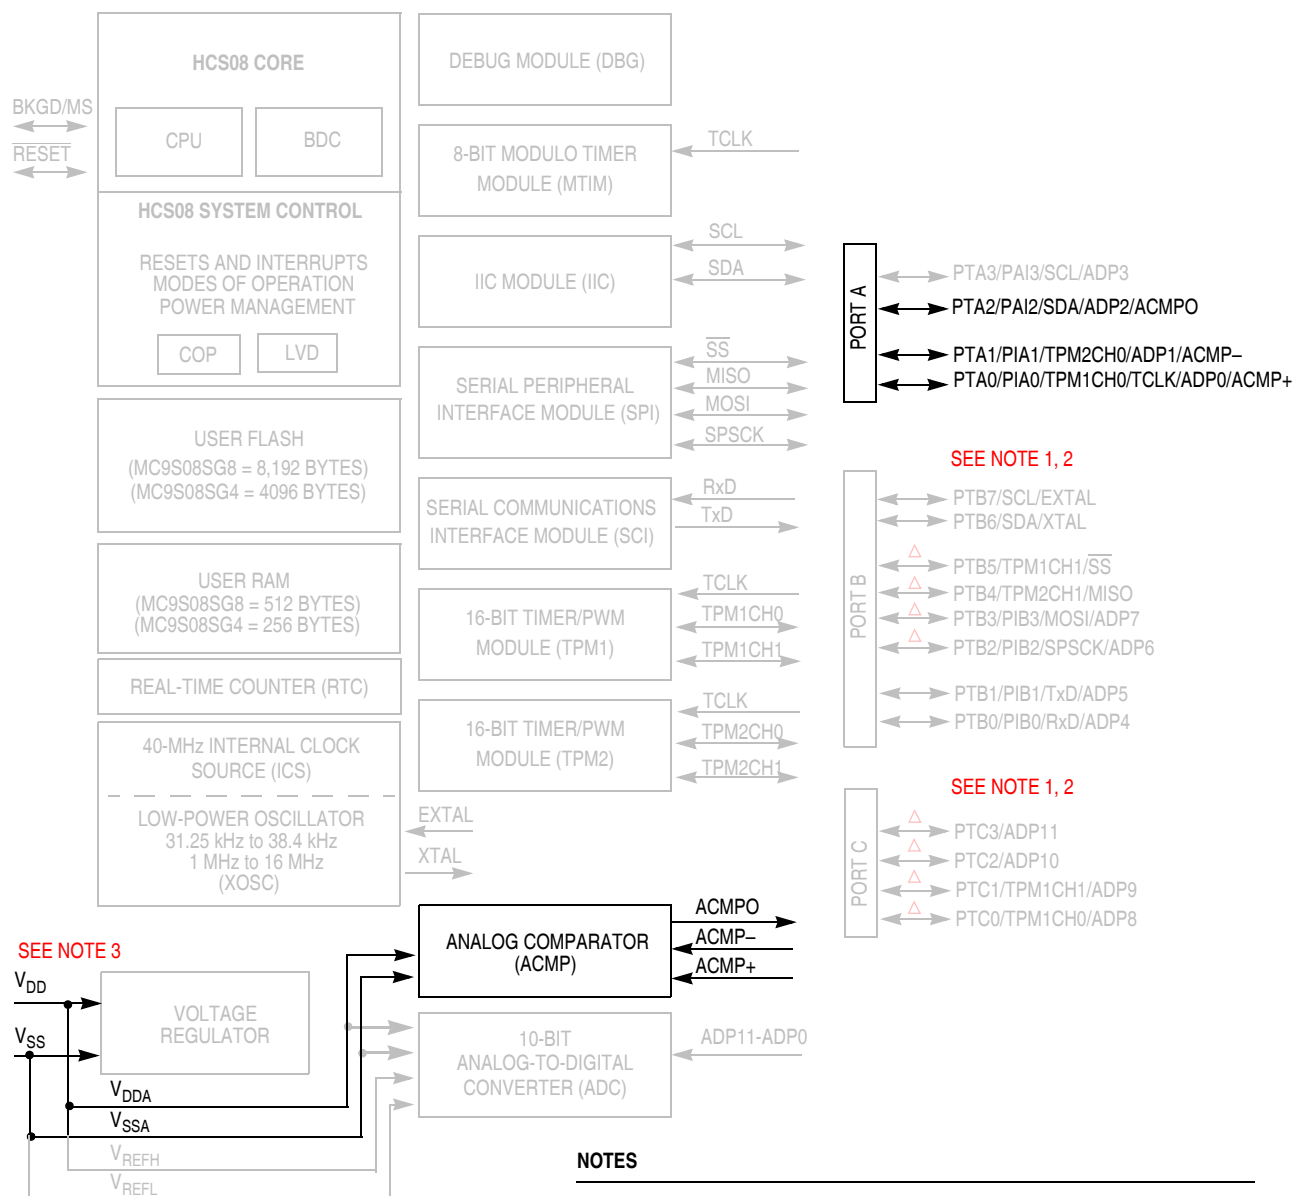 HCS08 CORE
CPU
BDC
BKGD/MS
RESET
HCS08 SYSTEM CONTROL
RESETS AND INTERRUPTS
MODES OF OPERATION
POWER MANAGEMENT
COP
LVD
USER FLASH
(MC9S08SG8 = 8,192 BYTES)
(MC9S08SG4 = 4096 BYTES)
USER RAM
(MC9S08SG8 = 512 BYTES)
(MC9S08SG4 = 256 BYTES)
REAL-TIME COUNTER (RTC)
40-MHz INTERNAL CLOCK
SOURCE (ICS)
LOW-POWER OSCILLATOR
31.25 kHz to 38.4 kHz
1 MHz to 16 MHz
(XOSC)
EXTAL
XTAL
SEE NOTE 3
VDD
VSS
VOLTAGE
REGULATOR
VDDA
VSSA
VREFH
VREFL
DEBUG MODULE (DBG)
8-BIT MODULO TIMER
MODULE (MTIM)
TCLK
IIC MODULE (IIC)
SCL
SDA
SERIAL PERIPHERAL
INTERFACE MODULE (SPI)
SS
MISO
MOSI
SPSCK
SERIAL COMMUNICATIONS
INTERFACE MODULE (SCI)
RxD
TxD
16-BIT TIMER/PWM
MODULE (TPM1)
TCLK
TPM1CH0
TPM1CH1
16-BIT TIMER/PWM
MODULE (TPM2)
TCLK
TPM2CH0
TPM2CH1
ANALOG COMPARATOR
(ACMP)
ACMPO
ACMP–
ACMP+
10-BIT
ANALOG-TO-DIGITAL
CONVERTER (ADC)
ADP11-ADP0
PORT A
PTA3/PAI3/SCL/ADP3
PTA2/PAI2/SDA/ADP2/ACMPO
PTA1/PIA1/TPM2CH0/ADP1/ACMP–
PTA0/PIA0/TPM1CH0/TCLK/ADP0/ACMP+
SEE NOTE 1, 2
PORT B
PTB7/SCL/EXTAL
PTB6/SDA/XTAL
PTB5/TPM1CH1/SS
PTB4/TPM2CH1/MISO
PTB3/PIB3/MOSI/ADP7
PTB2/PIB2/SPSCK/ADP6
PTB1/PIB1/TxD/ADP5
PTB0/PIB0/RxD/ADP4
SEE NOTE 1, 2
PORT C
PTC3/ADP11
PTC2/ADP10
PTC1/TPM1CH1/ADP9
PTC0/TPM1CH0/ADP8
NOTES